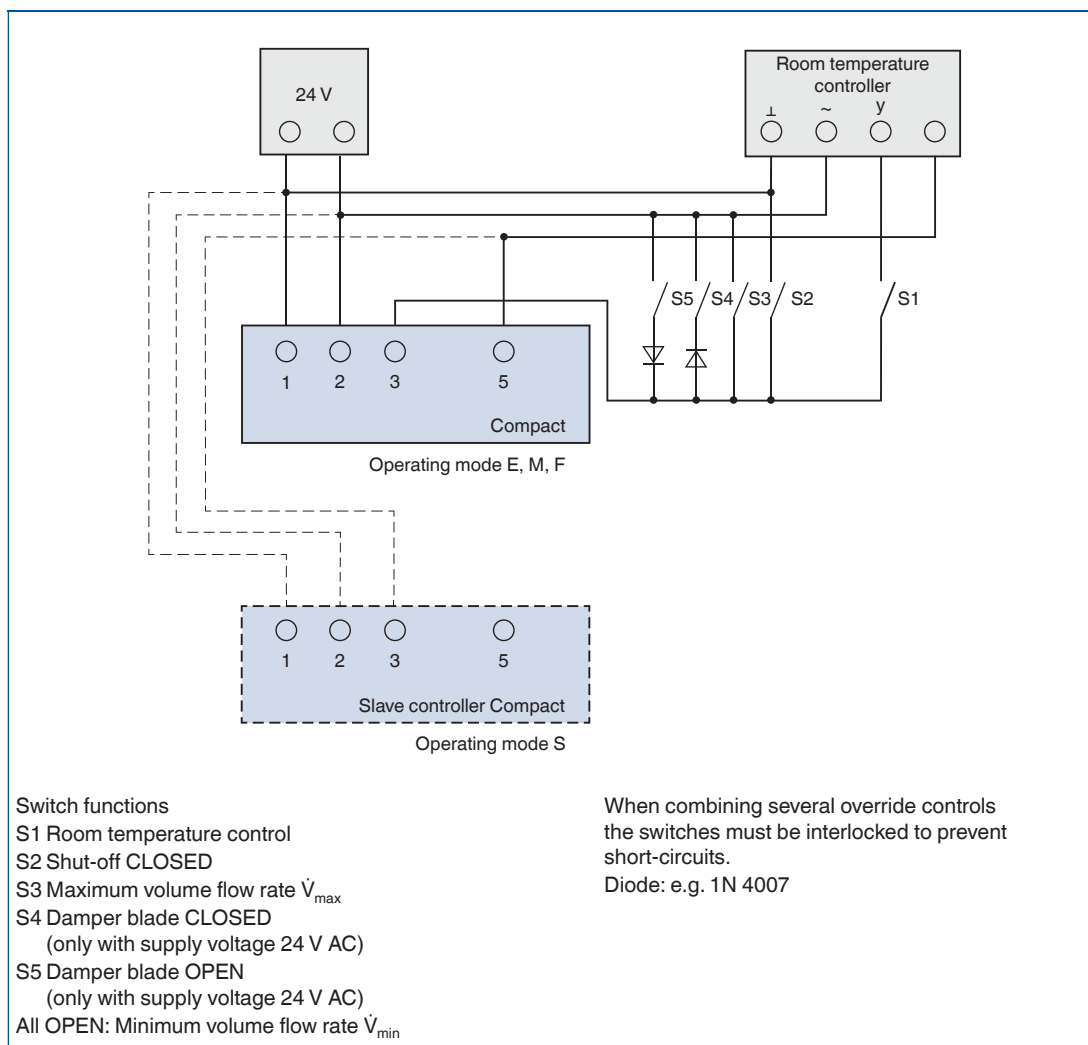 24 V
Room temperature
controller
⊥ ~ y
S5 S4 S3 S2 S1
1 2 3 5
Compact
Operating mode E, M, F
1 2 3 5
Slave controller Compact
Operating mode S
Switch functions
S1 Room temperature control
S2 Shut-off CLOSED
S3 Maximum volume flow rate V̇max
S4 Damper blade CLOSED
(only with supply voltage 24 V AC)
S5 Damper blade OPEN
(only with supply voltage 24 V AC)
All OPEN: Minimum volume flow rate V̇min
When combining several override controls
the switches must be interlocked to prevent
short-circuits.
Diode: e.g. 1N 4007